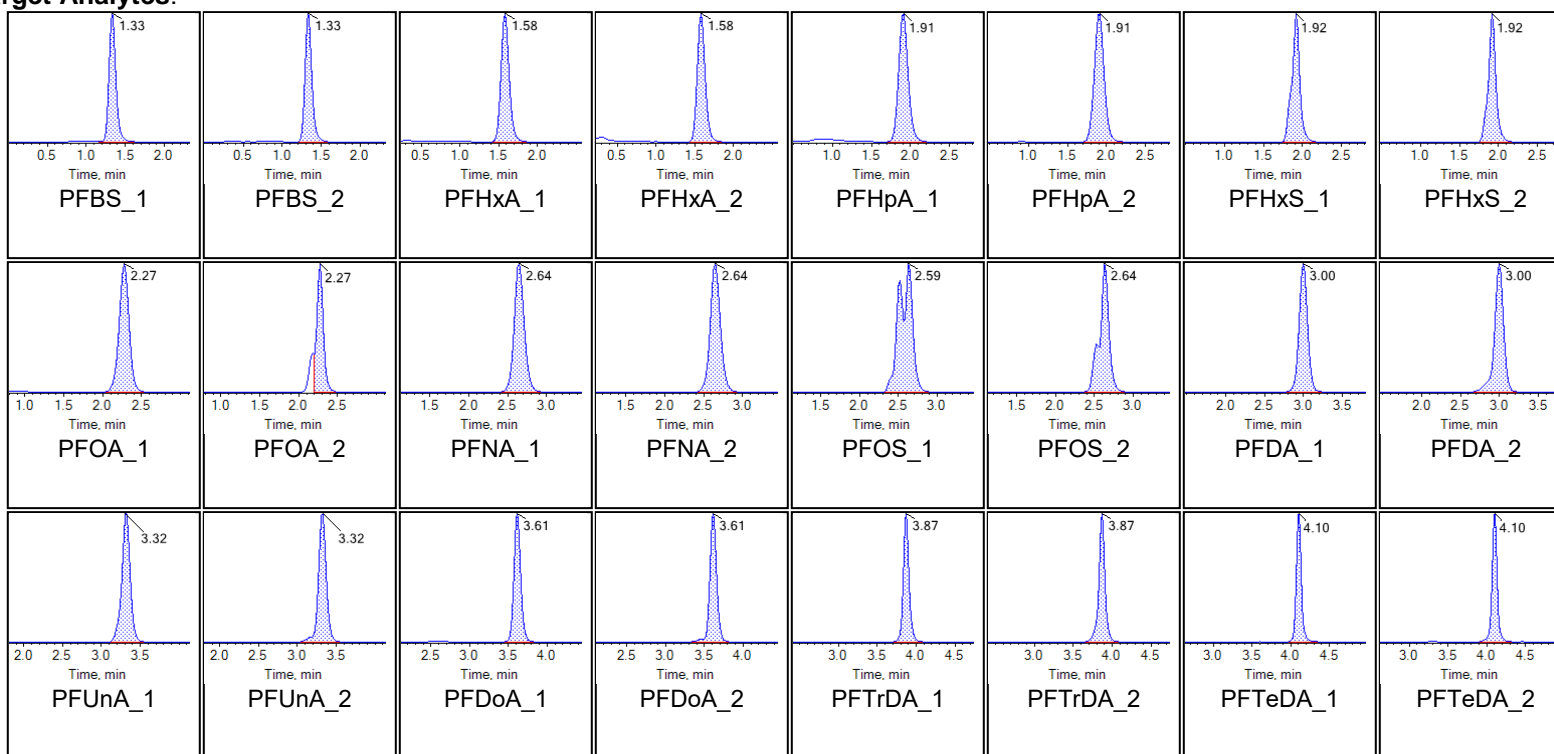 rget Analytes:
1.33 1.33 1.58 1.58 1.91 1.91 1.92 1.92
0.5 1.0 1.5 2.0 0.5 1.0 1.5 2.0 0.5 1.0 1.5 2.0 0.5 1.0 1.5 2.0 1.0 1.5 2.0 2.5 1.0 1.5 2.0 2.5 1.0 1.5 2.0 2.5 1.0 1.5 2.0 2.5
Time, min Time, min Time, min Time, min Time, min Time, min Time, min Time, min
PFBS_1 PFBS_2 PFHxA_1 PFHxA_2 PFHpA_1 PFHpA_2 PFHxS_1 PFHxS_2
2.27 2.27 2.64 2.64 2.59 2.64 3.00 3.00
1.0 1.5 2.0 2.5 1.0 1.5 2.0 2.5 1.5 2.0 2.5 3.0 1.5 2.0 2.5 3.0 1.5 2.0 2.5 3.0 1.5 2.0 2.5 3.0 2.0 2.5 3.0 3.5 2.0 2.5 3.0 3.5
Time, min Time, min Time, min Time, min Time, min Time, min Time, min Time, min
PFOA_1 PFOA_2 PFNA_1 PFNA_2 PFOS_1 PFOS_2 PFDA_1 PFDA_2
3.32 3.32 3.61 3.61 3.87 3.87 4.10 4.10
2.0 2.5 3.0 3.5 2.0 2.5 3.0 3.5 2.5 3.0 3.5 4.0 2.5 3.0 3.5 4.0 3.0 3.5 4.0 4.5 3.0 3.5 4.0 4.5 3.0 3.5 4.0 4.5 3.0 3.5 4.0 4.5
Time, min Time, min Time, min Time, min Time, min Time, min Time, min Time, min
PFUnA_1 PFUnA_2 PFDoA_1 PFDoA_2 PFTrDA_1 PFTrDA_2 PFTeDA_1 PFTeDA_2